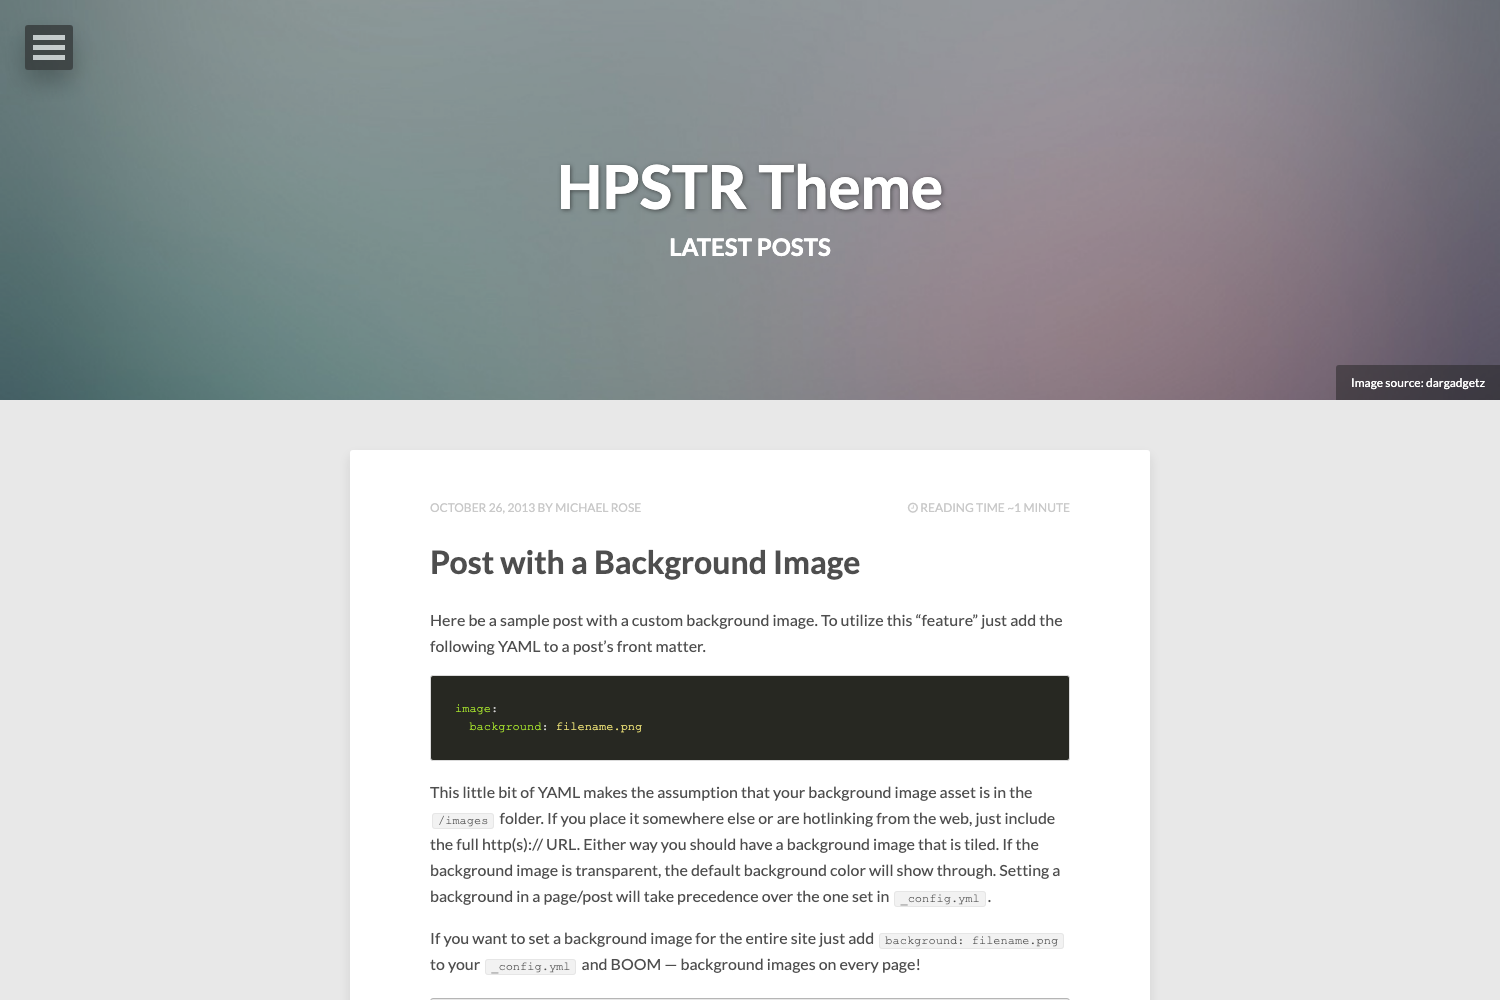 HPSTR Theme
LATEST POSTS
Image source: dargadgetz
OCTOBER 26, 2013 BY MICHAEL ROSE
READING TIME ~1 MINUTE
Post with a Background Image
Here be a sample post with a custom background image. To utilize this “feature” just add the
following YAML to a post’s front matter.
image:
  background: filename.png
This little bit of YAML makes the assumption that your background image asset is in the
/images folder. If you place it somewhere else or are hotlinking from the web, just include
the full http(s):// URL. Either way you should have a background image that is tiled. If the
background image is transparent, the default background color will show through. Setting a
background in a page/post will take precedence over the one set in _config.yml.
If you want to set a background image for the entire site just add background: filename.png
to your _config.yml and BOOM — background images on every page!